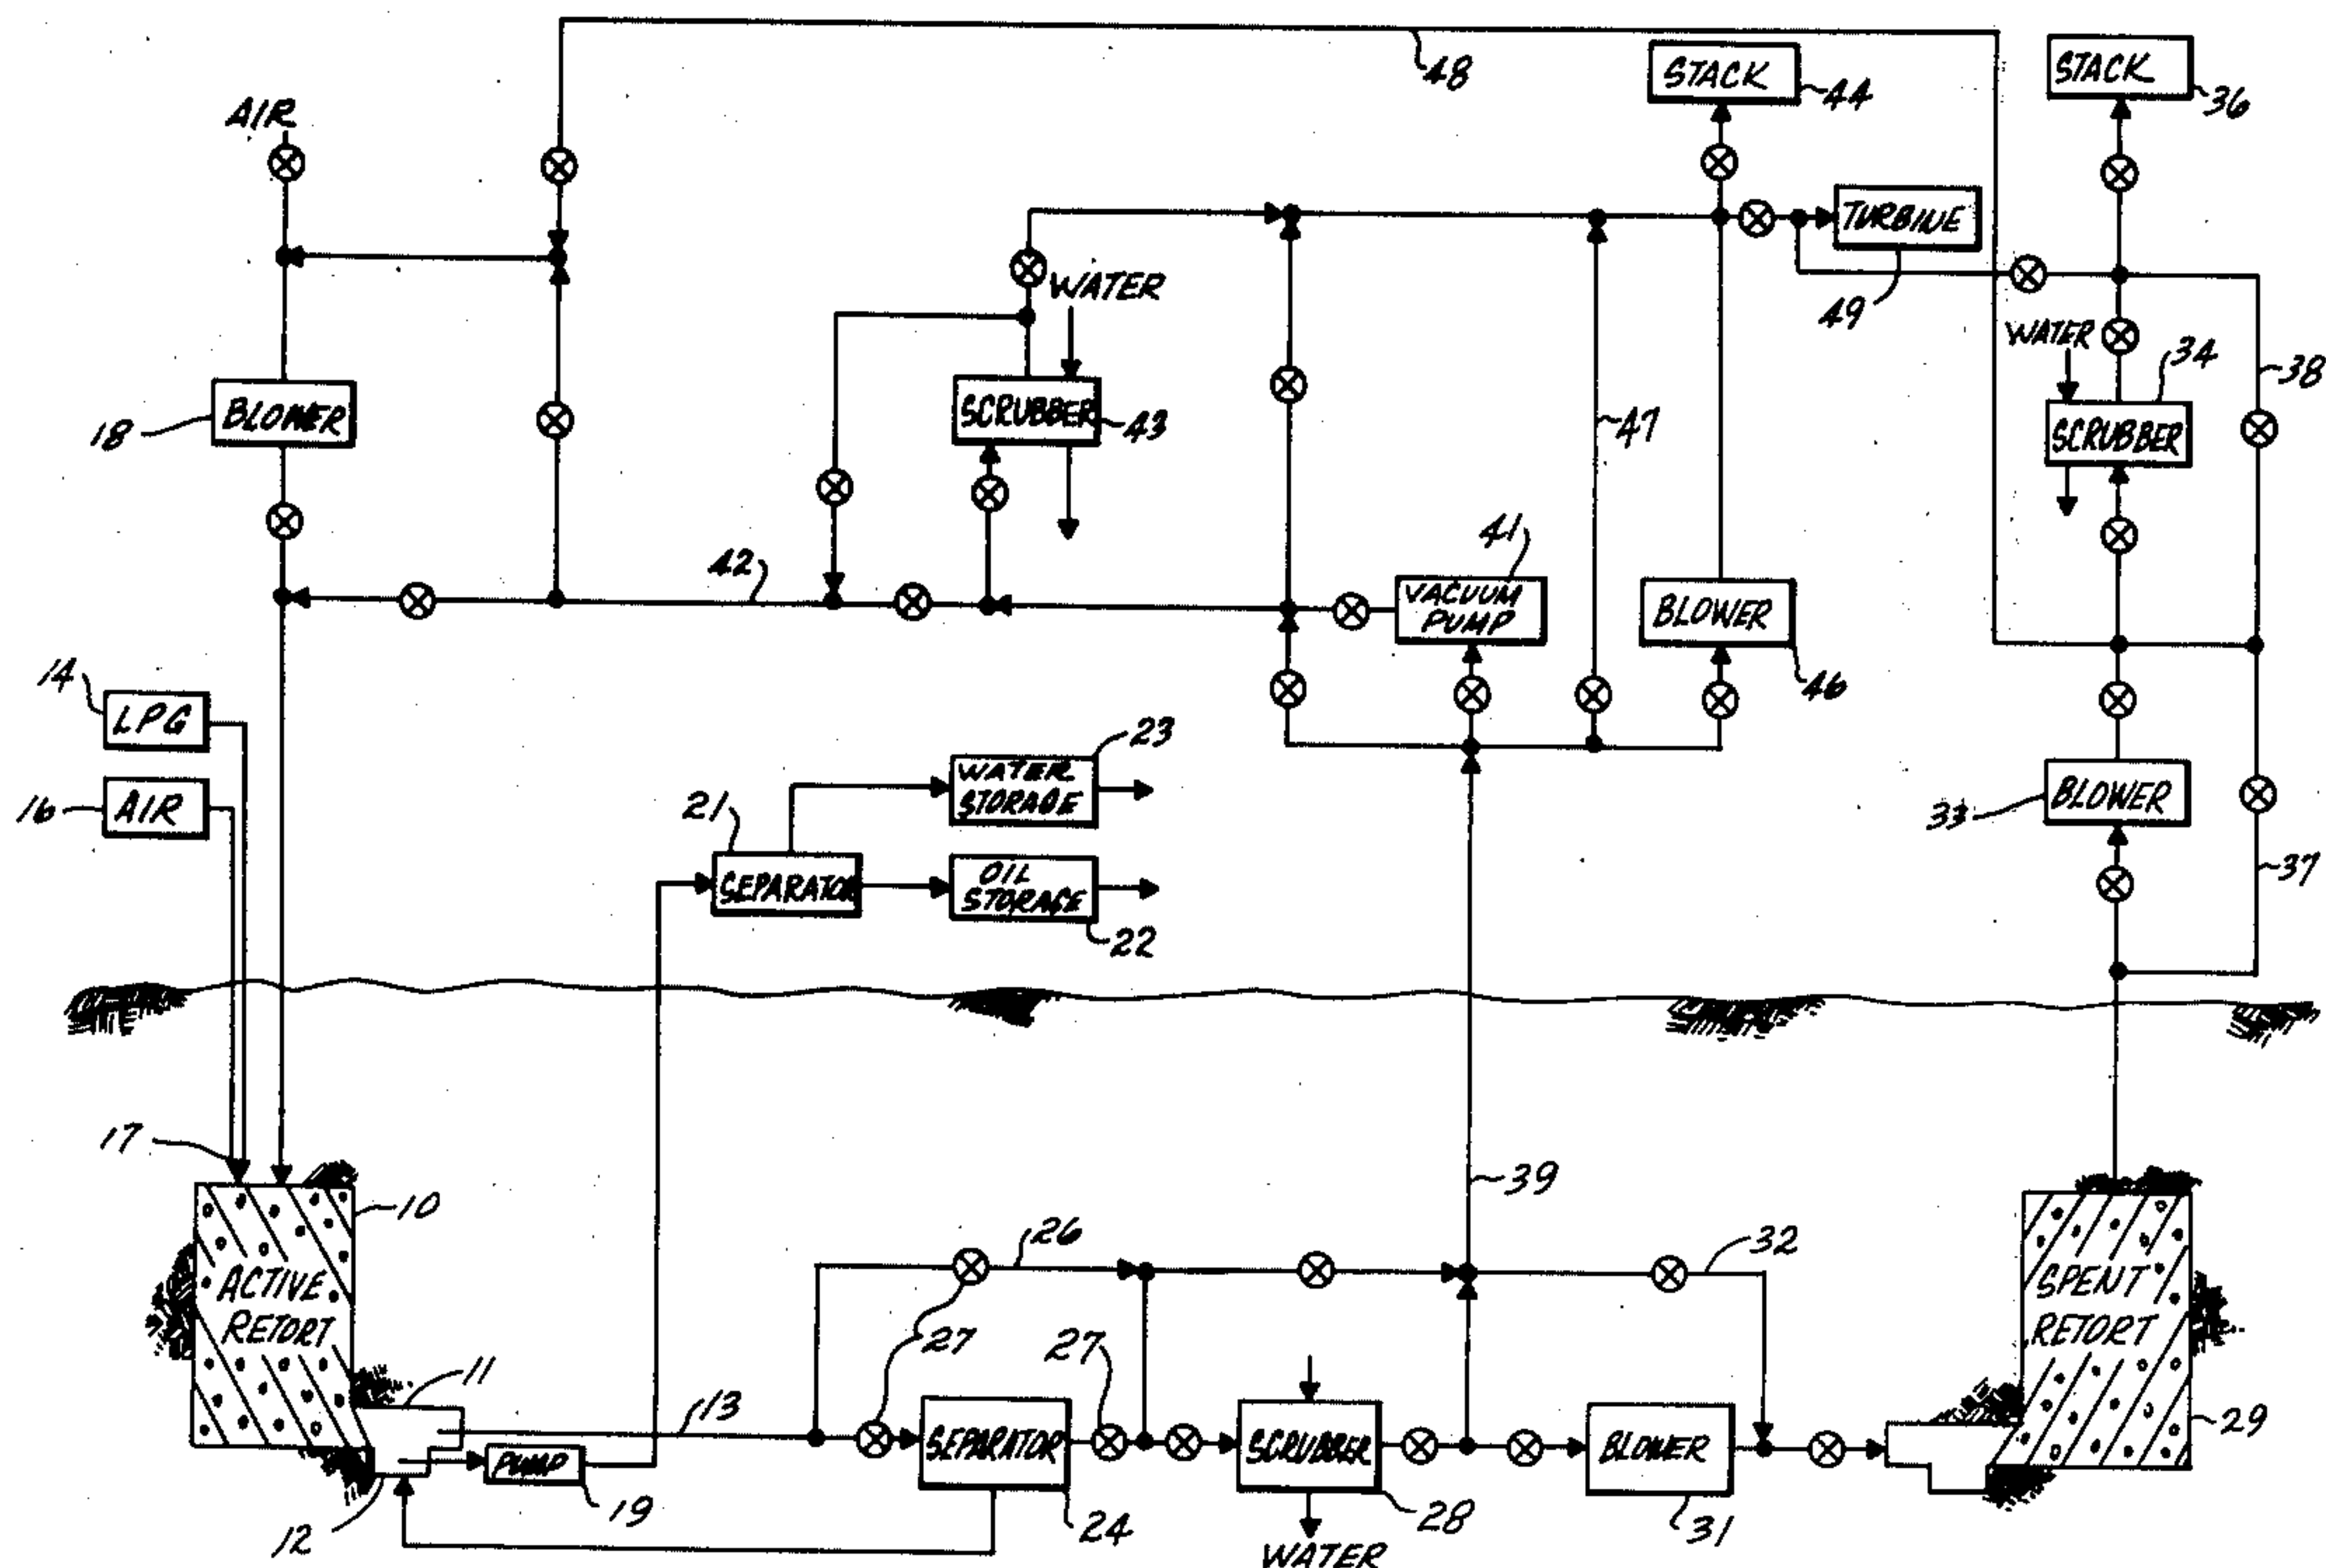 48
STACK
44
STACK
36
AIR
TURBINE
49
WATER
WATER
34
38
BLOWER
18
SCRUBBER
43
47
SCRUBBER
42
41
VACUUM
PUMP
BLOWER
46
14
LPG
16
AIR
23
WATER
STORAGE
21
SEPARATOR
OIL
STORAGE
22
33
BLOWER
37
17
10
39
26
32
ACTIVE
RETORT
SPENT
RETORT
27
27
11
13
SEPARATOR
SCRUBBER
BLOWER
29
PUMP
12
19
24
28
31
WATER